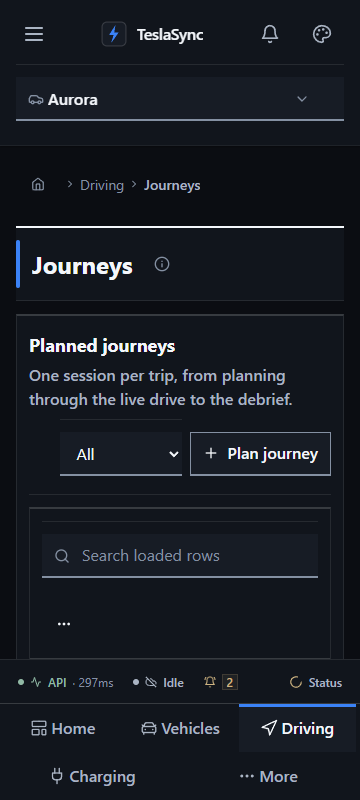 TeslaSync
Aurora
Driving
Journeys
Journeys
Planned journeys
One session per trip, from planning
through the live drive to the debrief.
All
Plan journey
Search loaded rows
...
API · 297ms
Idle
2
Status
Home
Vehicles
Driving
Charging
More